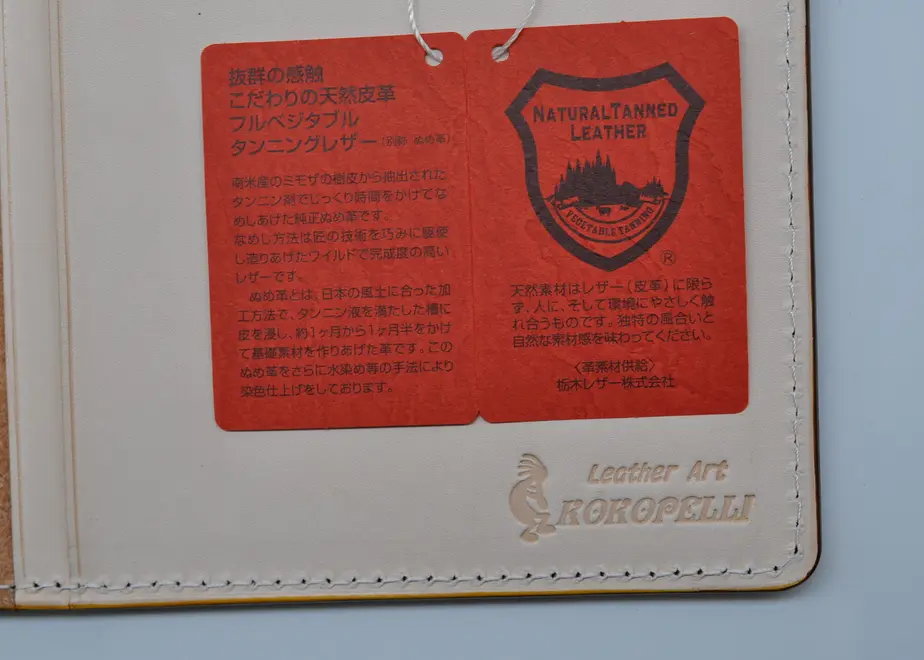 抜群の感触
こだわりの天然皮革
フルベジタブル
タンニングレザー(別称 ぬめ革)
南米産のミモザの樹皮から抽出された
タンニン剤でじっくり時間をかけてな
めしあげた純正ぬめ革です。
なめし方法は匠の技術を巧みに駆使
し造りあげたワイルドで完成度の高い
レザーです。
ぬめ革とは、日本の風土に合った加
工方法で、タンニン液を満たした槽に
皮を浸し、約1ヶ月から1ヶ月半をかけ
て基礎素材を作りあげた革です。この
ぬめ革をさらに水染め等の手法により
染色仕上げをしております。
NATURAL TANNED
LEATHER
VEGETABLE TANNING
®
天然素材はレザー(皮革)に限ら
ず、人に、そして環境にやさしく触
れ合うものです。独特の風合いと
自然な素材感を味わってください。
〈革素材供給〉
栃木レザー株式会社
Leather Art
KOKOPELLI